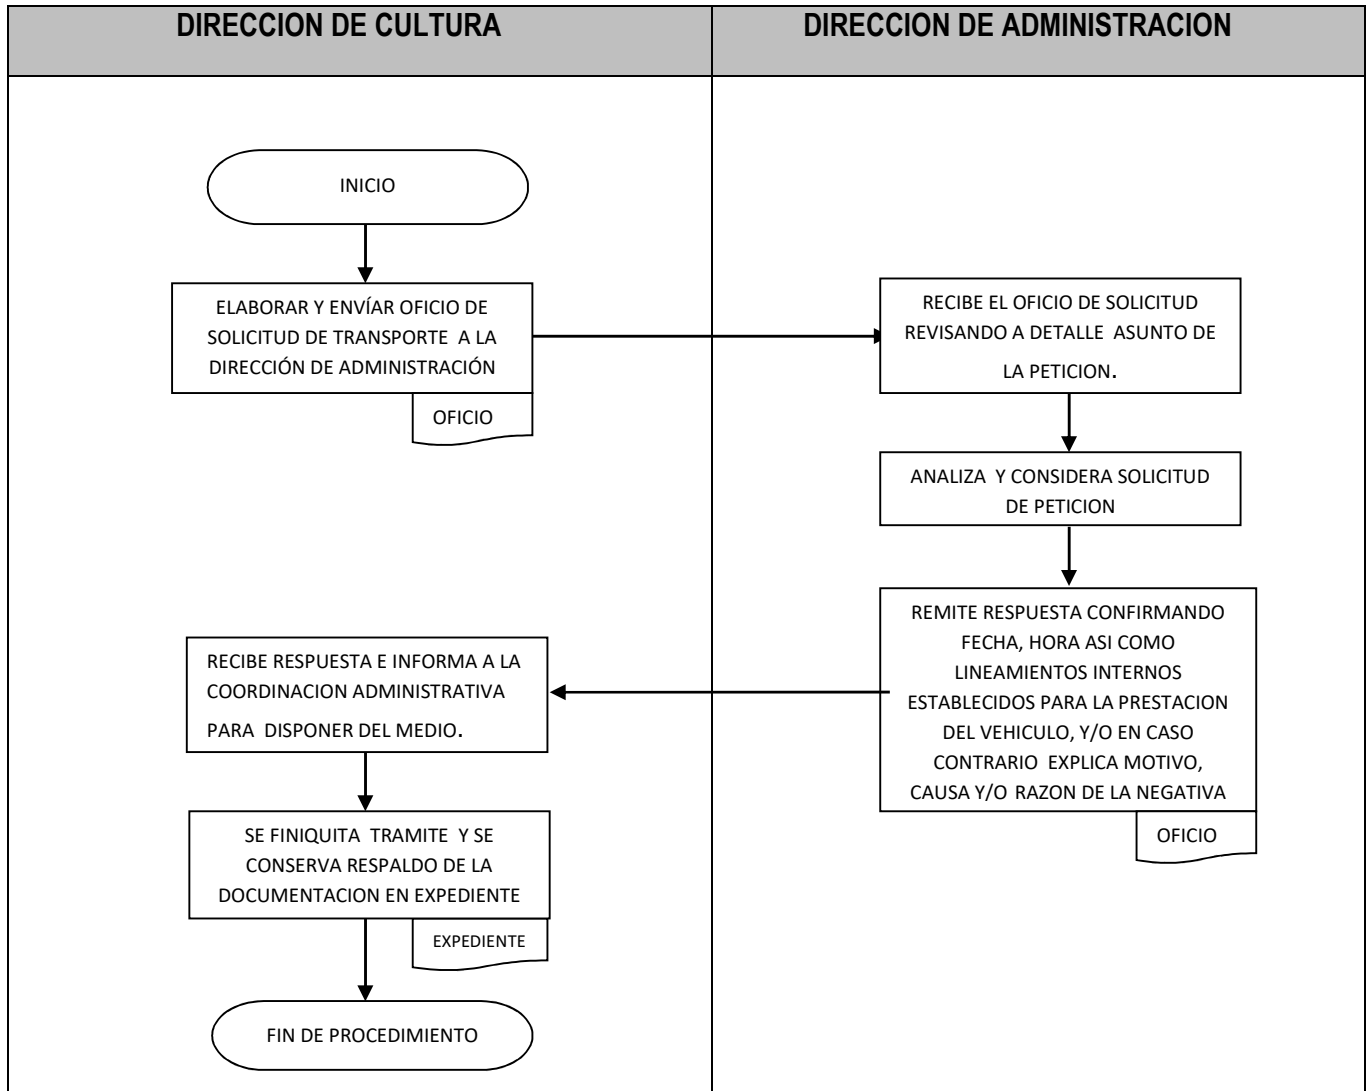 DIRECCION DE CULTURA
DIRECCION DE ADMINISTRACION
INICIO
ELABORAR Y ENVÍAR OFICIO DE
SOLICITUD DE TRANSPORTE A LA
DIRECCIÓN DE ADMINISTRACIÓN
OFICIO
RECIBE EL OFICIO DE SOLICITUD
REVISANDO A DETALLE ASUNTO DE
LA PETICION.
ANALIZA Y CONSIDERA SOLICITUD
DE PETICION
REMITE RESPUESTA CONFIRMANDO
FECHA, HORA ASI COMO
LINEAMIENTOS INTERNOS
ESTABLECIDOS PARA LA PRESTACION
DEL VEHICULO, Y/O EN CASO
CONTRARIO EXPLICA MOTIVO,
CAUSA Y/O RAZON DE LA NEGATIVA
OFICIO
RECIBE RESPUESTA E INFORMA A LA
COORDINACION ADMINISTRATIVA
PARA DISPONER DEL MEDIO.
SE FINIQUITA TRAMITE Y SE
CONSERVA RESPALDO DE LA
DOCUMENTACION EN EXPEDIENTE
EXPEDIENTE
FIN DE PROCEDIMIENTO